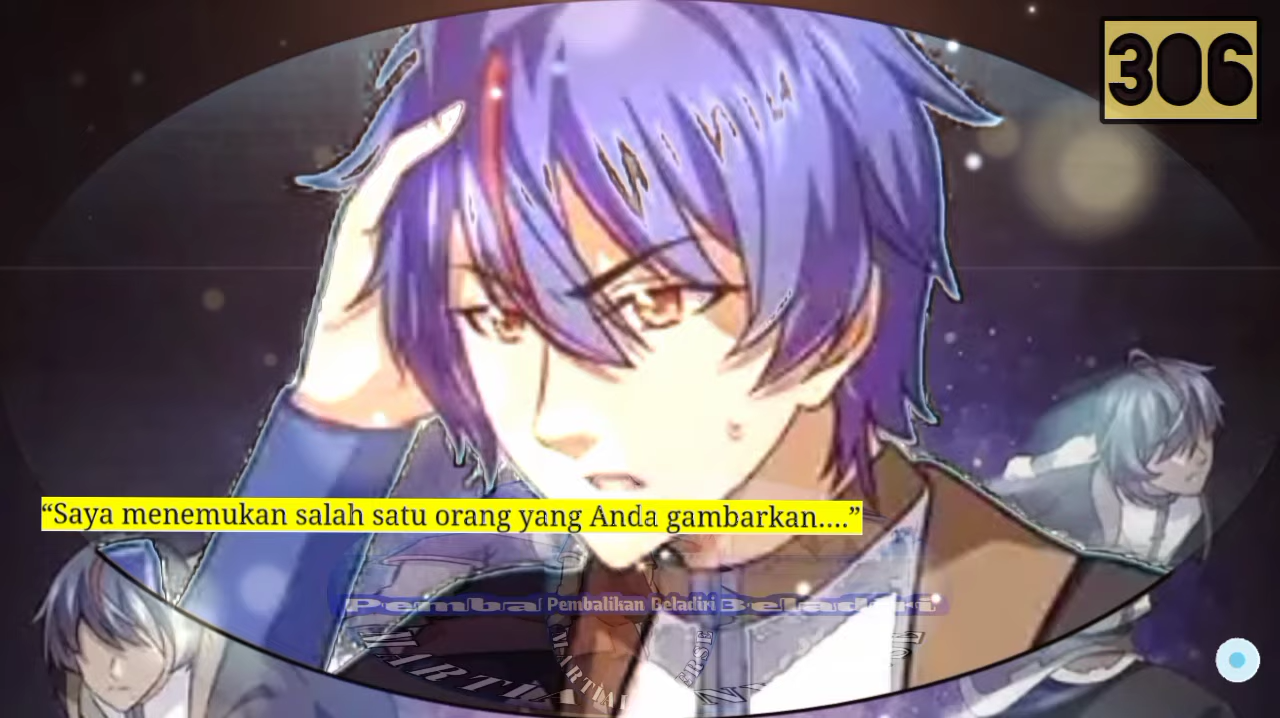 306
“Saya menemukan salah satu orang yang Anda gambarkan....”
Pembalikan Beladiri